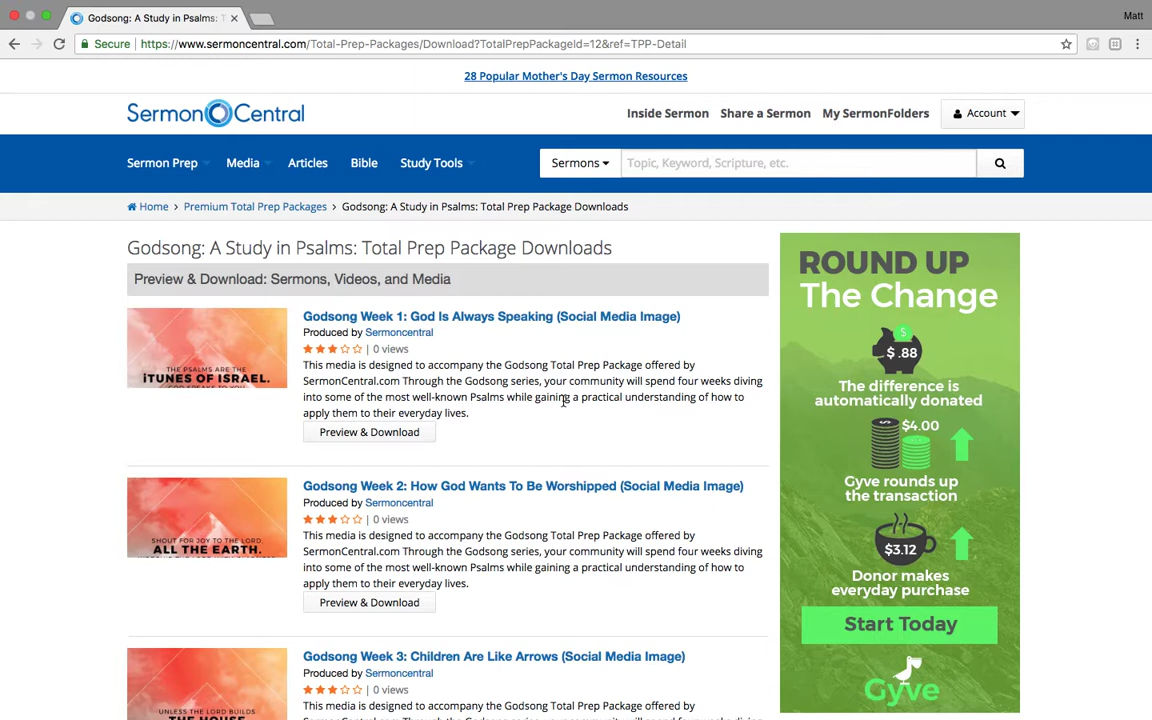 Godsong: A Study in Psalms: T
Matt
Secure
https://www.sermoncentral.com/Total-Prep-Packages/Download?TotalPrepPackageId=12&ref=TPP-Detail
28 Popular Mother's Day Sermon Resources
SermonCentral
Inside Sermon
Share a Sermon
My SermonFolders
Account
Sermon Prep
Media
Articles
Bible
Study Tools
Sermons
Topic, Keyword, Scripture, etc.
Home > Premium Total Prep Packages > Godsong: A Study in Psalms: Total Prep Package Downloads
Godsong: A Study in Psalms: Total Prep Package Downloads
Preview & Download: Sermons, Videos, and Media
THE PSALMS ARE THE
iTUNES OF ISRAEL.
Godsong Week 1: God Is Always Speaking (Social Media Image)
Produced by Sermoncentral
| 0 views
This media is designed to accompany the Godsong Total Prep Package offered by
SermonCentral.com Through the Godsong series, your community will spend four weeks diving
into some of the most well-known Psalms while gaining a practical understanding of how to
apply them to their everyday lives.
Preview & Download
SHOUT FOR JOY TO THE LORD,
ALL THE EARTH.
Godsong Week 2: How God Wants To Be Worshipped (Social Media Image)
Produced by Sermoncentral
| 0 views
This media is designed to accompany the Godsong Total Prep Package offered by
SermonCentral.com Through the Godsong series, your community will spend four weeks diving
into some of the most well-known Psalms while gaining a practical understanding of how to
apply them to their everyday lives.
Preview & Download
UNLESS THE LORD BUILDS
THE HOUSE
Godsong Week 3: Children Are Like Arrows (Social Media Image)
Produced by Sermoncentral
| 0 views
This media is designed to accompany the Godsong Total Prep Package offered by
ROUND UP
The Change
$
$ .88
The difference is
automatically donated
$4.00
Gyve rounds up
the transaction
$3.12
Donor makes
everyday purchase
Start Today
Gyve